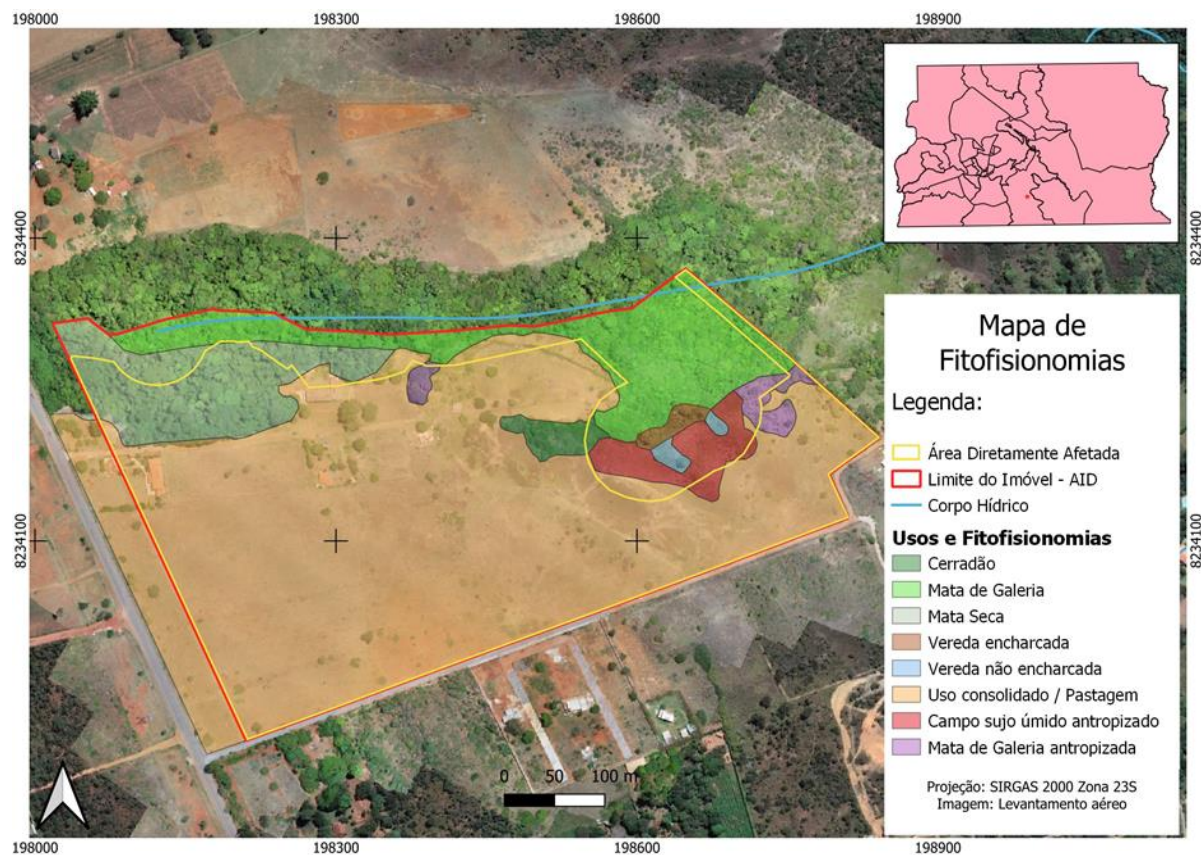 198000 198300 198600 198900
8234400 8234400
8234100 8234100
Mapa de
Fitofisionomias
Legenda:
Área Diretamente Afetada
Limite do Imóvel - AID
Corpo Hídrico
Usos e Fitofisionomias
Cerradão
Mata de Galeria
Mata Seca
Vereda encharcada
Vereda não encharcada
Uso consolidado / Pastagem
Campo sujo úmido antropizado
Mata de Galeria antropizada
Projeção: SIRGAS 2000 Zona 23S
Imagem: Levantamento aéreo
0 50 100 m
198000 198300 198600 198900